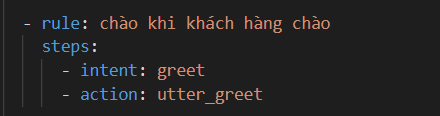 - rule: chào khi khách hàng chào
steps:
- intent: greet
- action: utter_greet